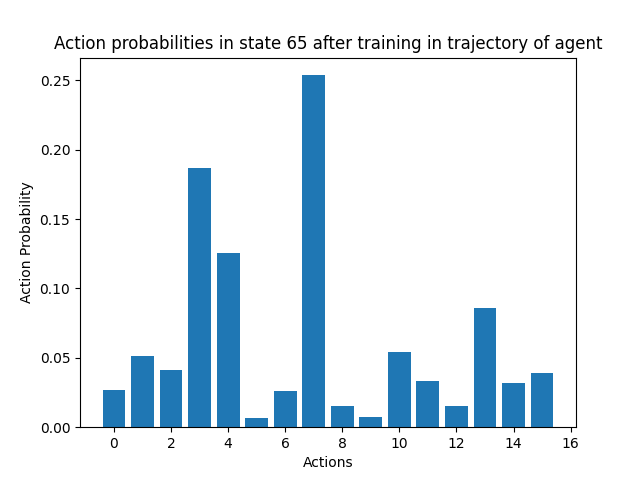 Action probabilities in state 65 after training in trajectory of agent
0.25
0.20
0.15
0.10
0.05
0.00
Action Probability
0 2 4 6 8 10 12 14 16
Actions